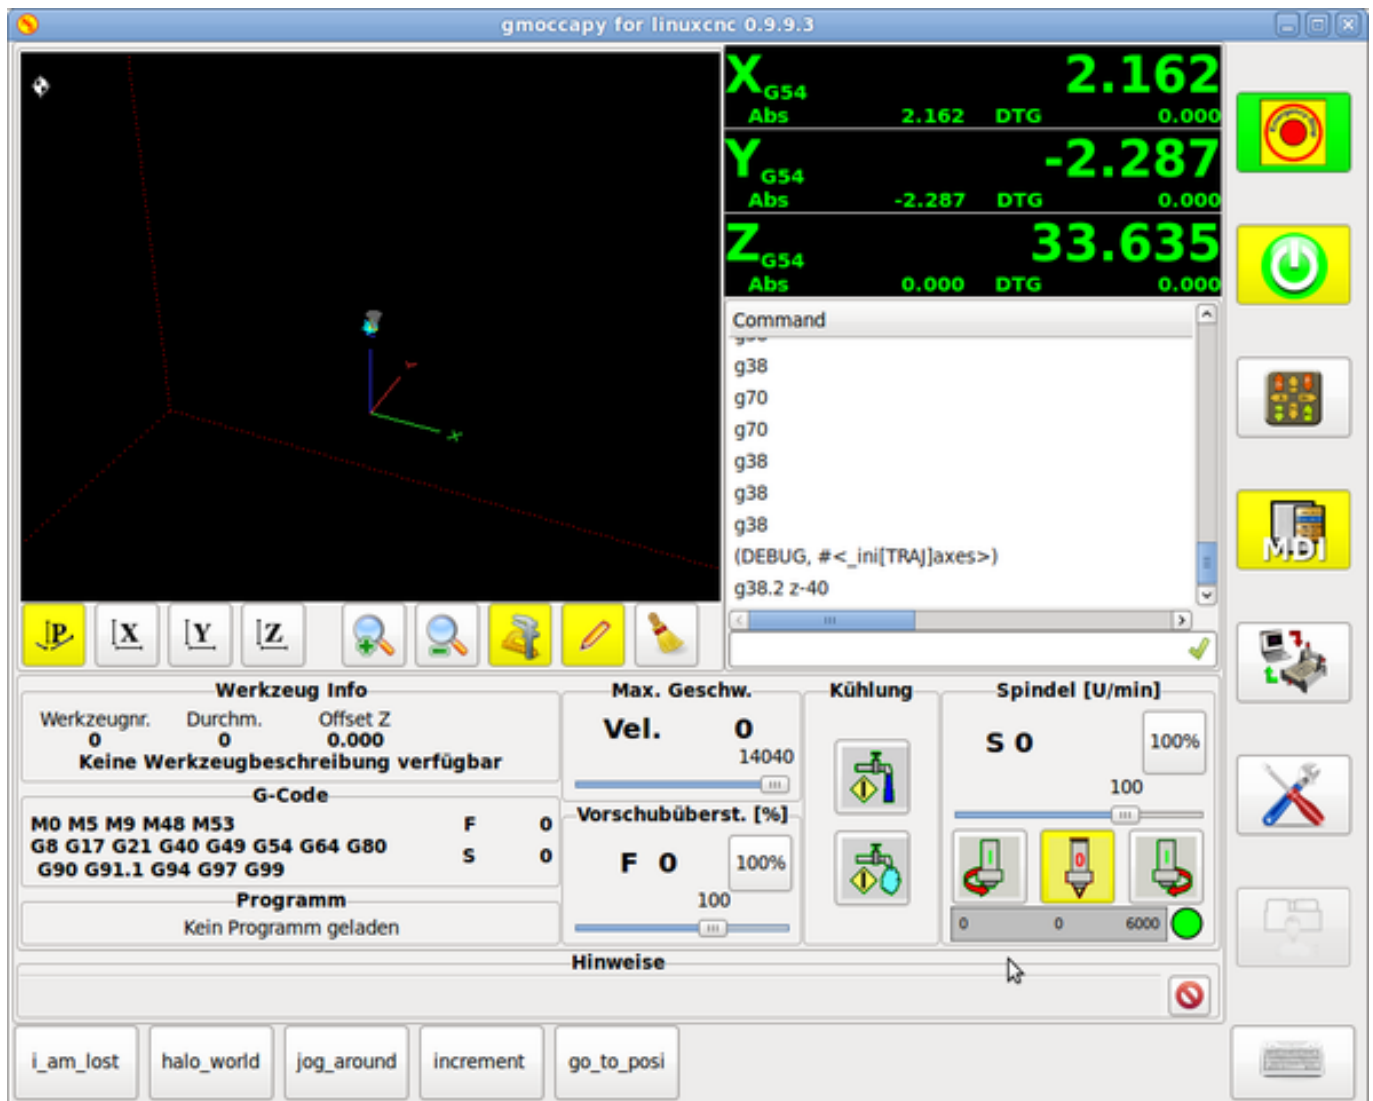 gmoccapy for linuxcnc 0.9.9.3
X G54 2.162
Abs 2.162 DTG 0.000
Y G54 -2.287
Abs -2.287 DTG 0.000
Z G54 33.635
Abs 0.000 DTG 0.000
Command
g38
g70
g70
g38
g38
g38
(DEBUG, #<_ini[TRAJ]axes>)
g38.2 z-40
X
Y
P X Y Z
MDI
Werkzeug Info
Werkzeugnr. Durchm. Offset Z
0 0 0.000
Keine Werkzeugbeschreibung verfügbar
G-Code
M0 M5 M9 M48 M53 F 0
G8 G17 G21 G40 G49 G54 G64 G80 S 0
G90 G91.1 G94 G97 G99
Programm
Kein Programm geladen
Max. Geschw.
Vel. 0
14040
Vorschubüberst. [%]
F 0 100%
100
Kühlung
Spindel [U/min]
S 0 100%
100
I 0 I
0 0 6000
Hinweise
i_am_lost halo_world jog_around increment go_to_posi